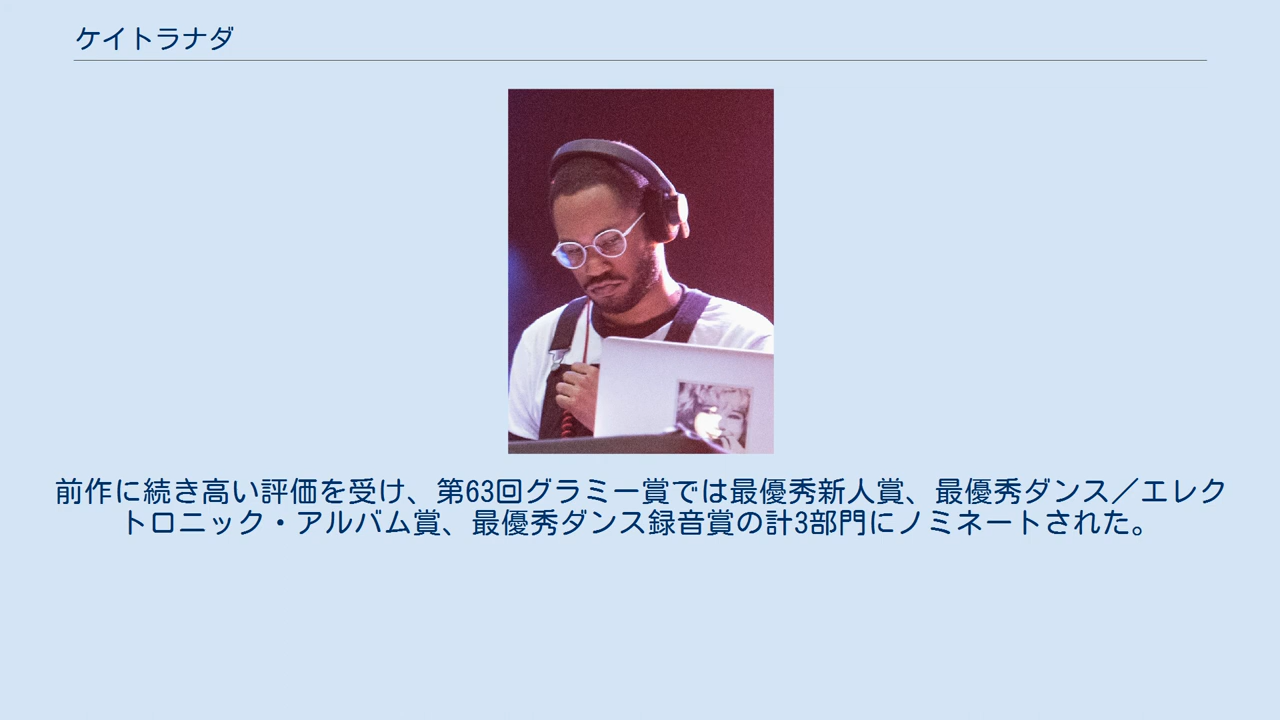 ケイトラナダ
前作に続き高い評価を受け、第63回グラミー賞では最優秀新人賞、最優秀ダンス／エレク
トロニック・アルバム賞、最優秀ダンス録音賞の計3部門にノミネートされた。